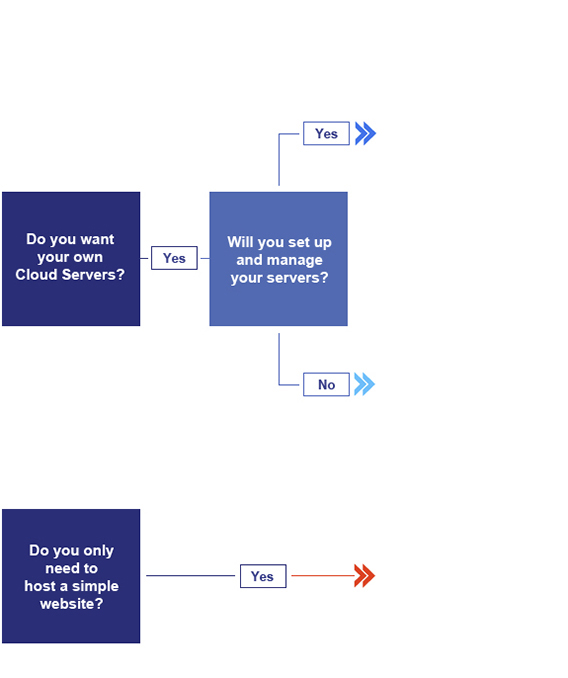 Yes
Do you want
your own
Cloud Servers?
Yes
Will you set up
and manage
your servers?
No
Do you only
need to
host a simple
website?
Yes